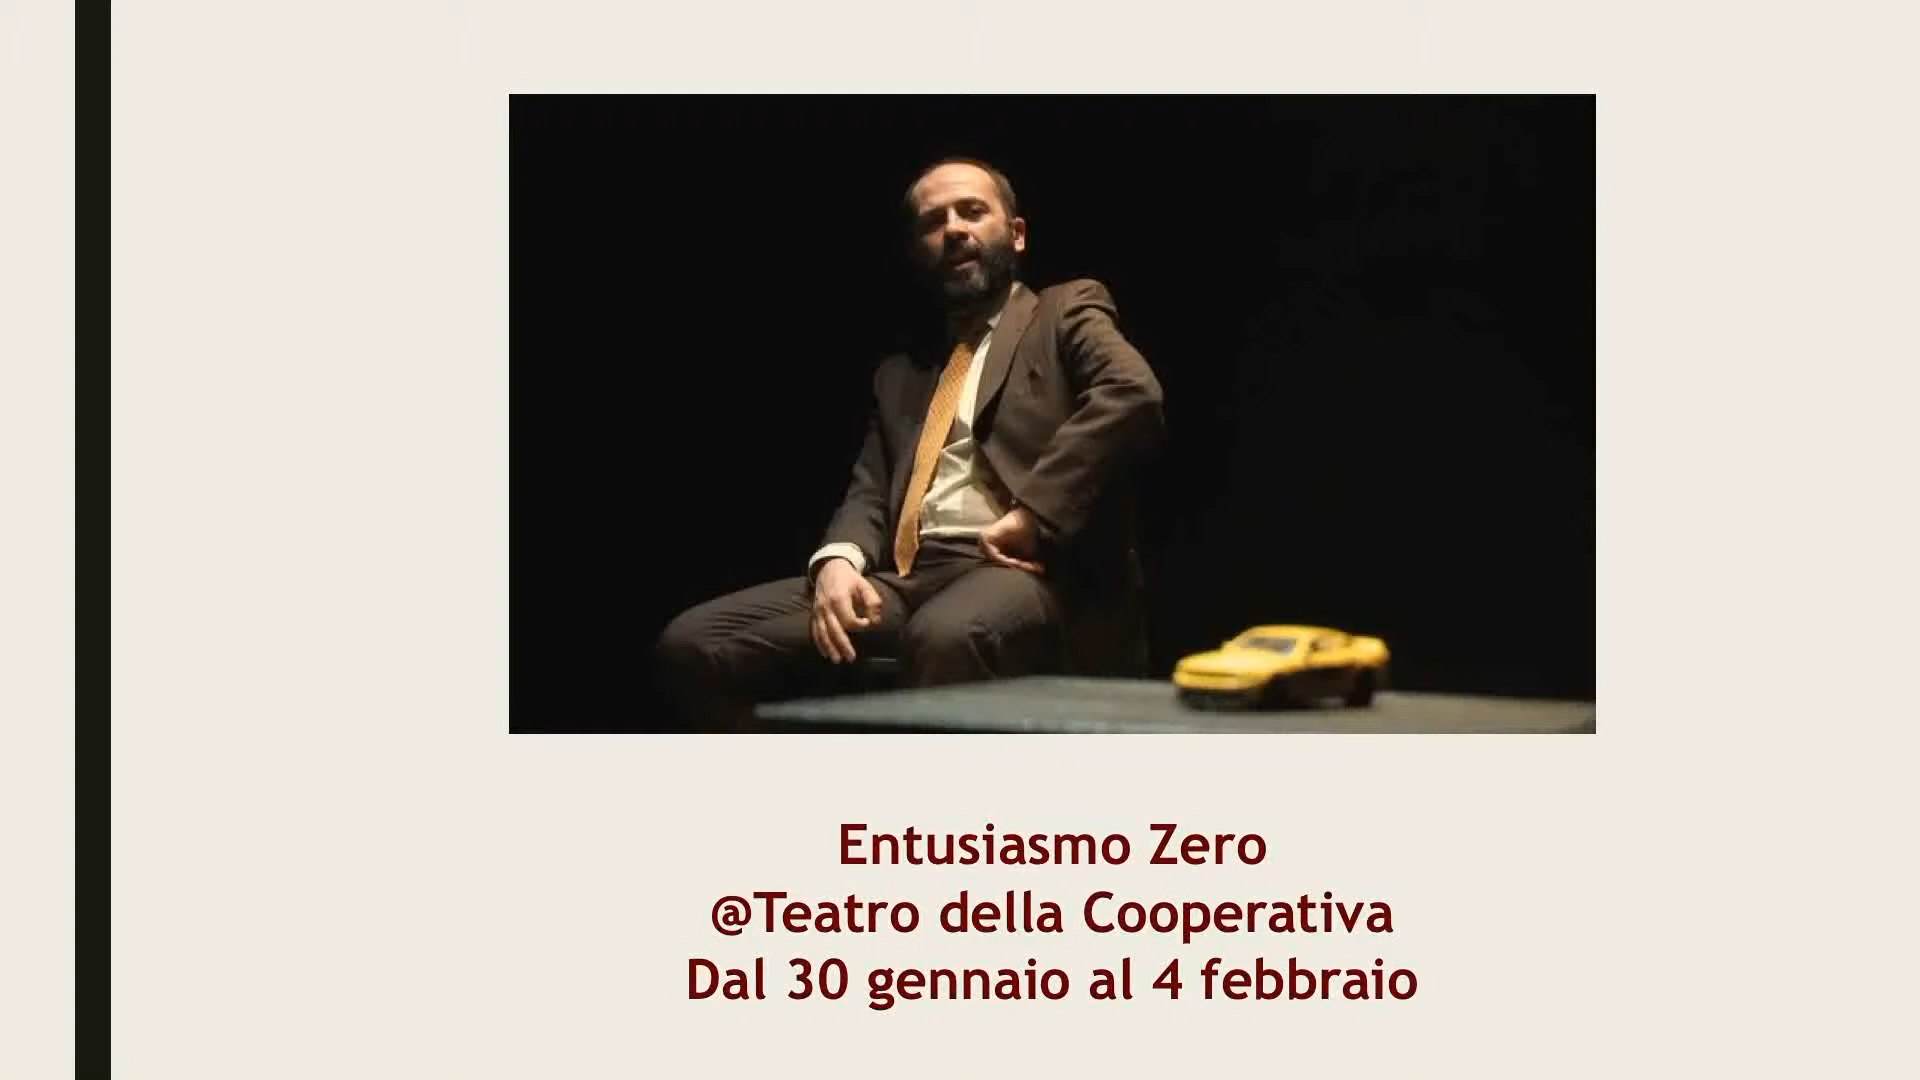 Entusiasmo Zero
@Teatro della Cooperativa
Dal 30 gennaio al 4 febbraio